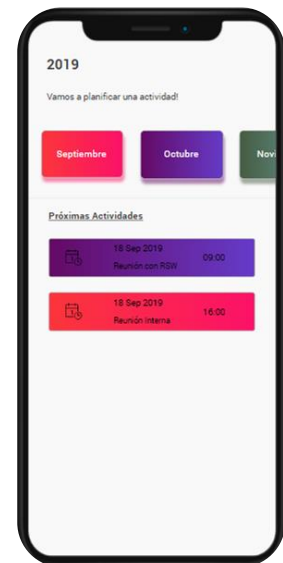 2019
Vamos a planificar una actividad!
Septiembre
Octubre
Novi
Próximas Actividades
18 Sep 2019
Reunión con RSW
09:00
18 Sep 2019
Reunión Interna
16:00